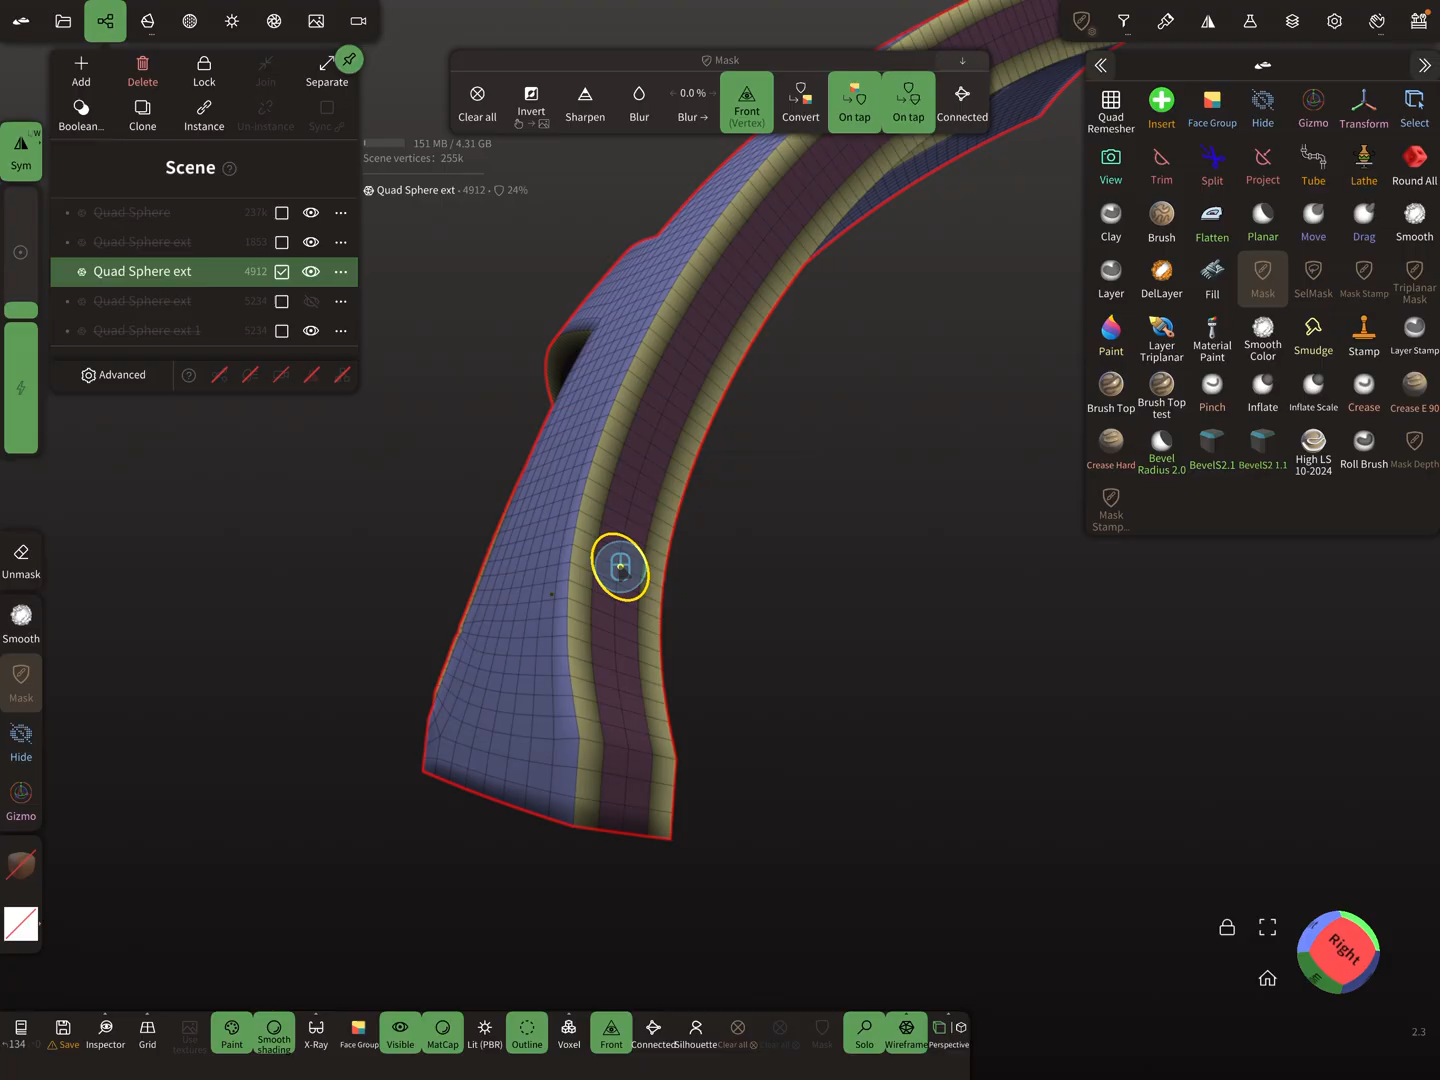 Add
Delete
Lock
Join
Separate
Boolean...
Clone
Instance
Un-instance
Sync
Scene
Quad Sphere 237k
Quad Sphere ext 1853
Quad Sphere ext 4912
Quad Sphere ext 5234
Quad Sphere ext 1 5234
Advanced
W
Sym
Unmask
Smooth
Mask
Hide
Gizmo
Mask
Clear all
Invert
Sharpen
Blur
0.0 %
Blur
Front
(Vertex)
Convert
On tap
On tap
Connected
151 MB / 4.31 GB
Scene vertices: 255k
Quad Sphere ext • 4912 • 24%
Quad Remesher
Insert
Face Group
Hide
Gizmo
Transform
Select
View
Trim
Split
Project
Tube
Lathe
Round All
Clay
Brush
Flatten
Planar
Move
Drag
Smooth
Layer
DelLayer
Fill
Mask
SelMask
Mask Stamp
Triplanar Mask
Paint
Layer Triplanar
Material Paint
Smooth Color
Smudge
Stamp
Layer Stamp
Brush Top
Brush Top test
Pinch
Inflate
Inflate Scale
Crease
Crease E 90
Crease Hard
Bevel Radius 2.0
BevelS2.1
BevelS2 1.1
High LS 10-2024
Roll Brush
Mask Depth
Mask Stamp...
Right
2.3
134
0
Save
Inspector
Grid
Use textures
Paint
Smooth shading
X-Ray
Face Group
Visible
MatCap
Lit (PBR)
Outline
Voxel
Front
Connected
Silhouette
Clear all
Clear all
Mask
Solo
Wireframe
Perspective